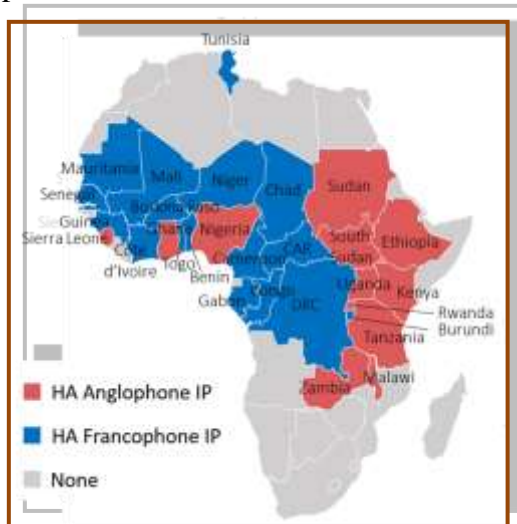 Tunisia
Mauritania
Mali
Niger
Chad
Sudan
Senegal
Burkina Faso
Guinea
Ghana
Nigeria
South
Sudan
Ethiopia
Sierra Leone
Côte
d'Ivoire
Togo
Benin
Cameroon
CAR
Uganda
Kenya
Gabon
Congo
DRC
Rwanda
Burundi
Tanzania
Zambia
Malawi
HA Anglophone IP
HA Francophone IP
None